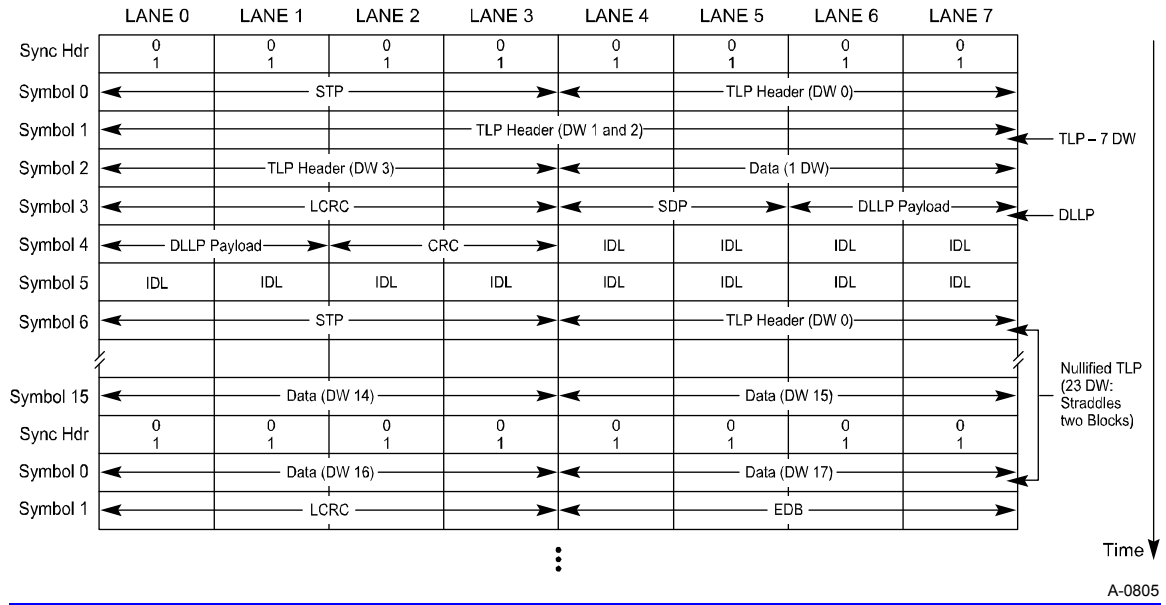 LANE 0 LANE 1 LANE 2 LANE 3 LANE 4 LANE 5 LANE 6 LANE 7
Sync Hdr 0 0 0 0 0 0 0 0
1 1 1 1 1 1 1 1
Symbol 0 STP TLP Header (DW 0)
Symbol 1 TLP Header (DW 1 and 2)
TLP – 7 DW
Symbol 2 TLP Header (DW 3) Data (1 DW)
Symbol 3 LCRC SDP DLLP Payload
DLLP
Symbol 4 DLLP Payload CRC IDL IDL IDL IDL
Symbol 5 IDL IDL IDL IDL IDL IDL IDL IDL
Symbol 6 STP TLP Header (DW 0)
Nullified TLP
(23 DW:
Straddles
two Blocks)
Symbol 15 Data (DW 14) Data (DW 15)
Sync Hdr 0 0 0 0 0 0 0 0
1 1 1 1 1 1 1 1
Symbol 0 Data (DW 16) Data (DW 17)
Symbol 1 LCRC EDB
Time
A-0805